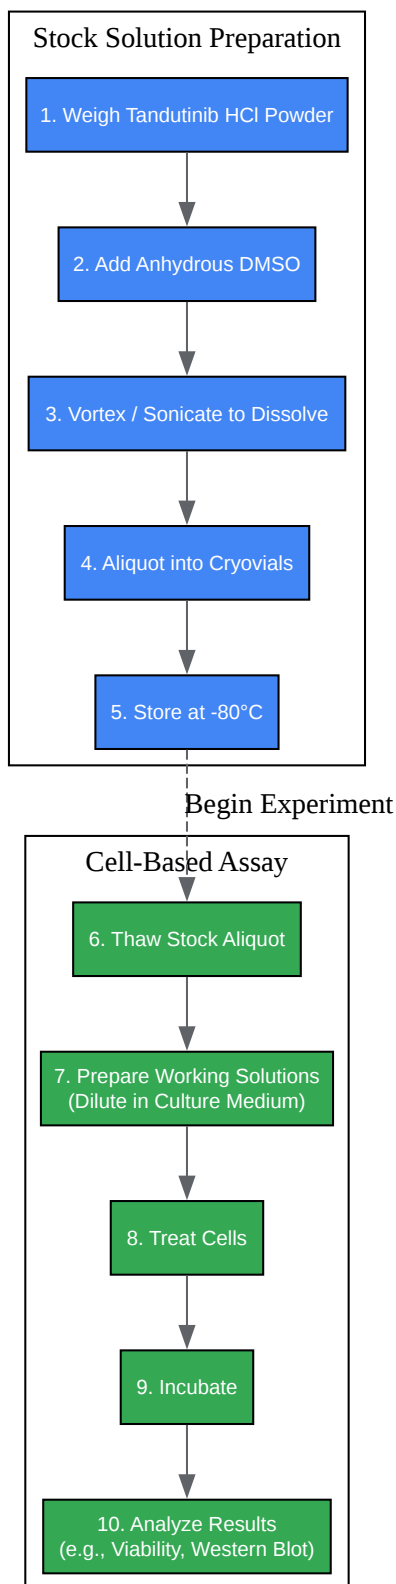 Stock Solution Preparation
1. Weigh Tandutinib HCl Powder
2. Add Anhydrous DMSO
3. Vortex / Sonicate to Dissolve
4. Aliquot into Cryovials
5. Store at -80°C
Begin Experiment
Cell-Based Assay
6. Thaw Stock Aliquot
7. Prepare Working Solutions
(Dilute in Culture Medium)
8. Treat Cells
9. Incubate
10. Analyze Results
(e.g., Viability, Western Blot)